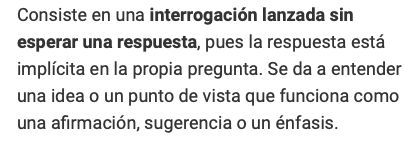 Consiste en una interrogación lanzada sin
esperar una respuesta, pues la respuesta está
implícita en la propia pregunta. Se da a entender
una idea o un punto de vista que funciona como
una afirmación, sugerencia o un énfasis.